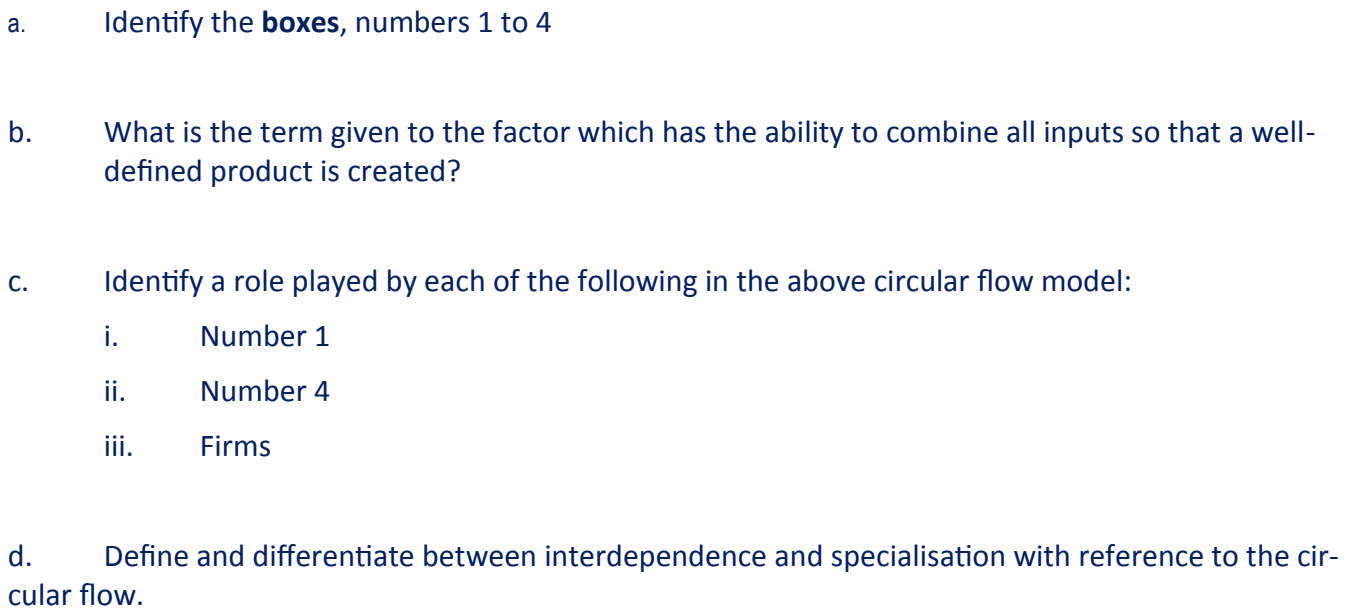 a. Identify the boxes, numbers 1 to 4
b. What is the term given to the factor which has the ability to combine all inputs so that a well-
defined product is created?
c. Identify a role played by each of the following in the above circular flow model:
i. Number 1
ii. Number 4
iii. Firms
d. Define and differentiate between interdependence and specialisation with reference to the cir-
cular flow.